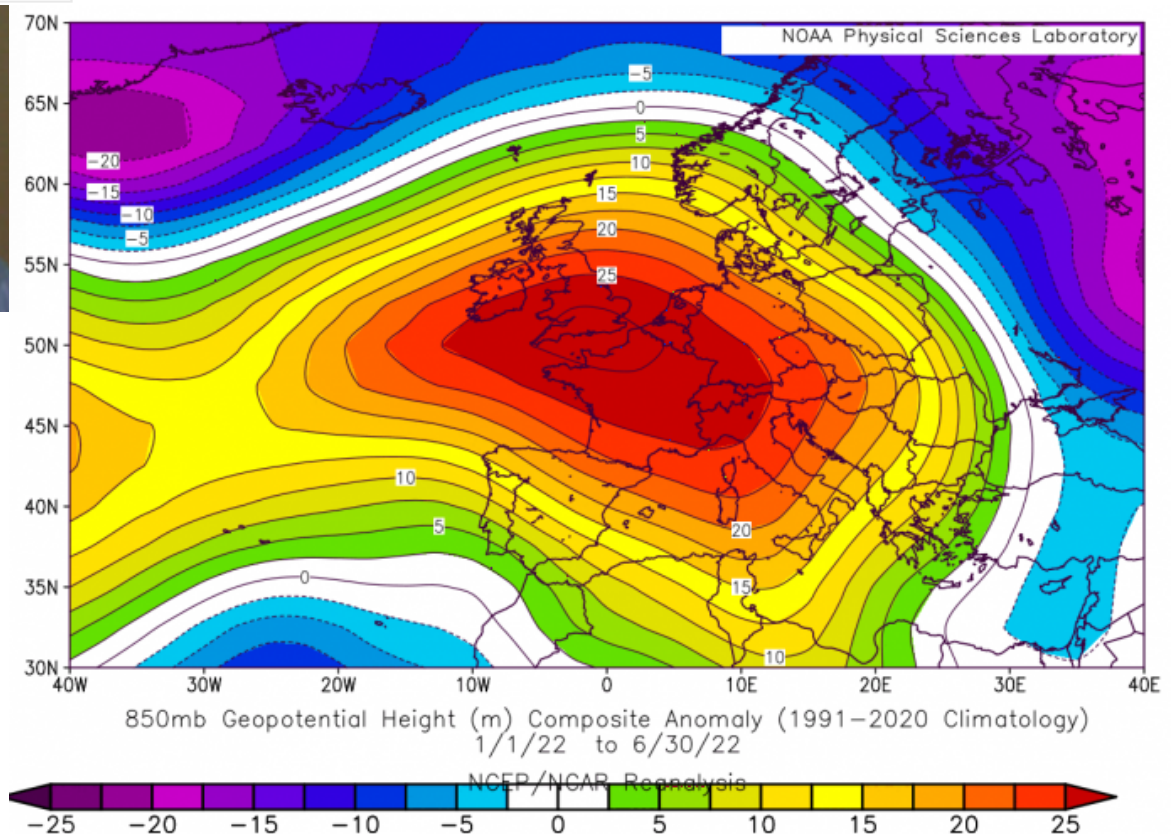 70N
NOAA Physical Sciences Laboratory
-5
65N
0
5
-20
10
60N
-15
15
-10
20
-5
55N
25
50N
45N
10
40N
5
20
35N
0
15
10
30N
40W 30W 20W 10W 0 10E 20E 30E 40E
850mb Geopotential Height (m) Composite Anomaly (1991-2020 Climatology)
1/1/22 to 6/30/22
NCEP/NCAR Reanalysis
-25 -20 -15 -10 -5 0 5 10 15 20 25